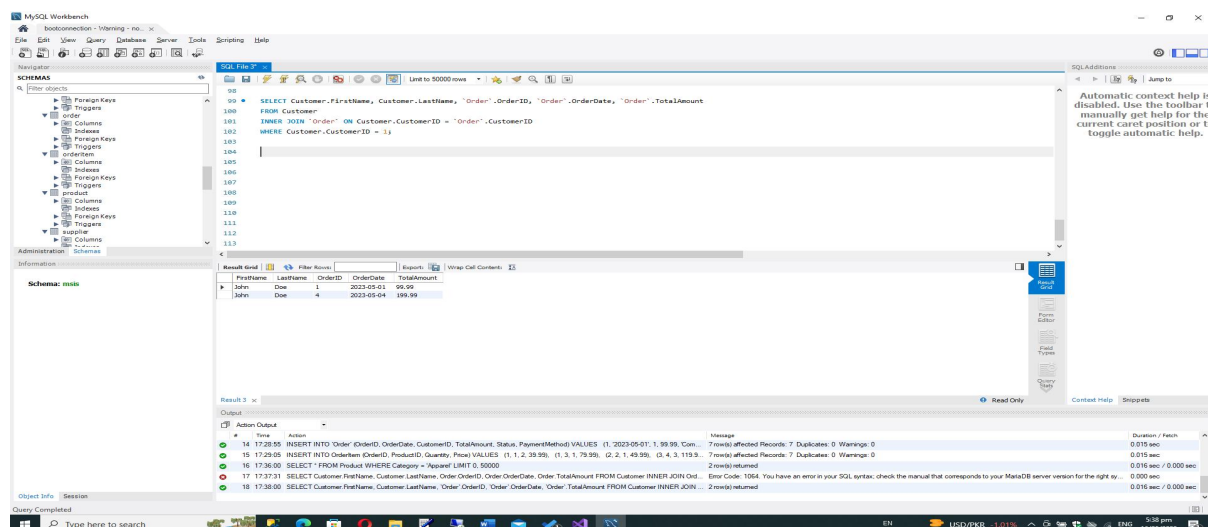 MySQL Workbench
bootconnection - Warning - no... ×
File Edit View Query Database Server Tools Scripting Help
Navigator
SCHEMAS
Filter objects
Foreign Keys
Triggers
order
Columns
Indexes
Foreign Keys
Triggers
orderitem
Columns
Indexes
Foreign Keys
Triggers
product
Columns
Indexes
Foreign Keys
Triggers
supplier
Columns
Administration Schemas
Information
Schema: msis
Object Info Session
Query Completed
SQL File 3* ×
Limit to 50000 rows
98
99 SELECT Customer.FirstName, Customer.LastName, `Order`.OrderID, `Order`.OrderDate, `Order`.TotalAmount
100 FROM Customer
101 INNER JOIN `Order` ON Customer.CustomerID = `Order`.CustomerID
102 WHERE Customer.CustomerID = 1;
103
104
105
106
107
108
109
110
111
112
113
Result Grid Filter Rows: Export: Wrap Cell Content:
FirstName LastName OrderID OrderDate TotalAmount
John Doe 1 2023-05-01 99.99
John Doe 4 2023-05-04 199.99
Result Grid
Form Editor
Field Types
Query Stats
Result 3 ×
Read Only
Output
Action Output
# Time Action Message Duration / Fetch
14 17:28:55 INSERT INTO `Order` (OrderID, OrderDate, CustomerID, TotalAmount, Status, PaymentMethod) VALUES (1, '2023-05-01', 1, 99.99, 'Com... 7 row(s) affected Records: 7 Duplicates: 0 Warnings: 0 0.015 sec
15 17:29:05 INSERT INTO OrderItem (OrderID, ProductID, Quantity, Price) VALUES (1, 1, 2, 39.99), (1, 3, 1, 79.99), (2, 2, 1, 49.99), (3, 4, 3, 119.9... 7 row(s) affected Records: 7 Duplicates: 0 Warnings: 0 0.015 sec
16 17:36:00 SELECT * FROM Product WHERE Category = 'Apparel' LIMIT 0, 50000 2 row(s) returned 0.016 sec / 0.000 sec
17 17:37:31 SELECT Customer.FirstName, Customer.LastName, Order.OrderID, Order.OrderDate, Order.TotalAmount FROM Customer INNER JOIN Ord... Error Code: 1064. You have an error in your SQL syntax; check the manual that corresponds to your MariaDB server version for the right sy... 0.000 sec
18 17:38:00 SELECT Customer.FirstName, Customer.LastName, `Order`.OrderID, `Order`.OrderDate, `Order`.TotalAmount FROM Customer INNER JOIN ... 2 row(s) returned 0.016 sec / 0.000 sec
SQL Additions
Jump to
Automatic context help is
disabled. Use the toolbar t
manually get help for the
current caret position or t
toggle automatic help.
Context Help Snippets
Type here to search
EN
USD/PKR -1.01%
ENG
5:38 pm